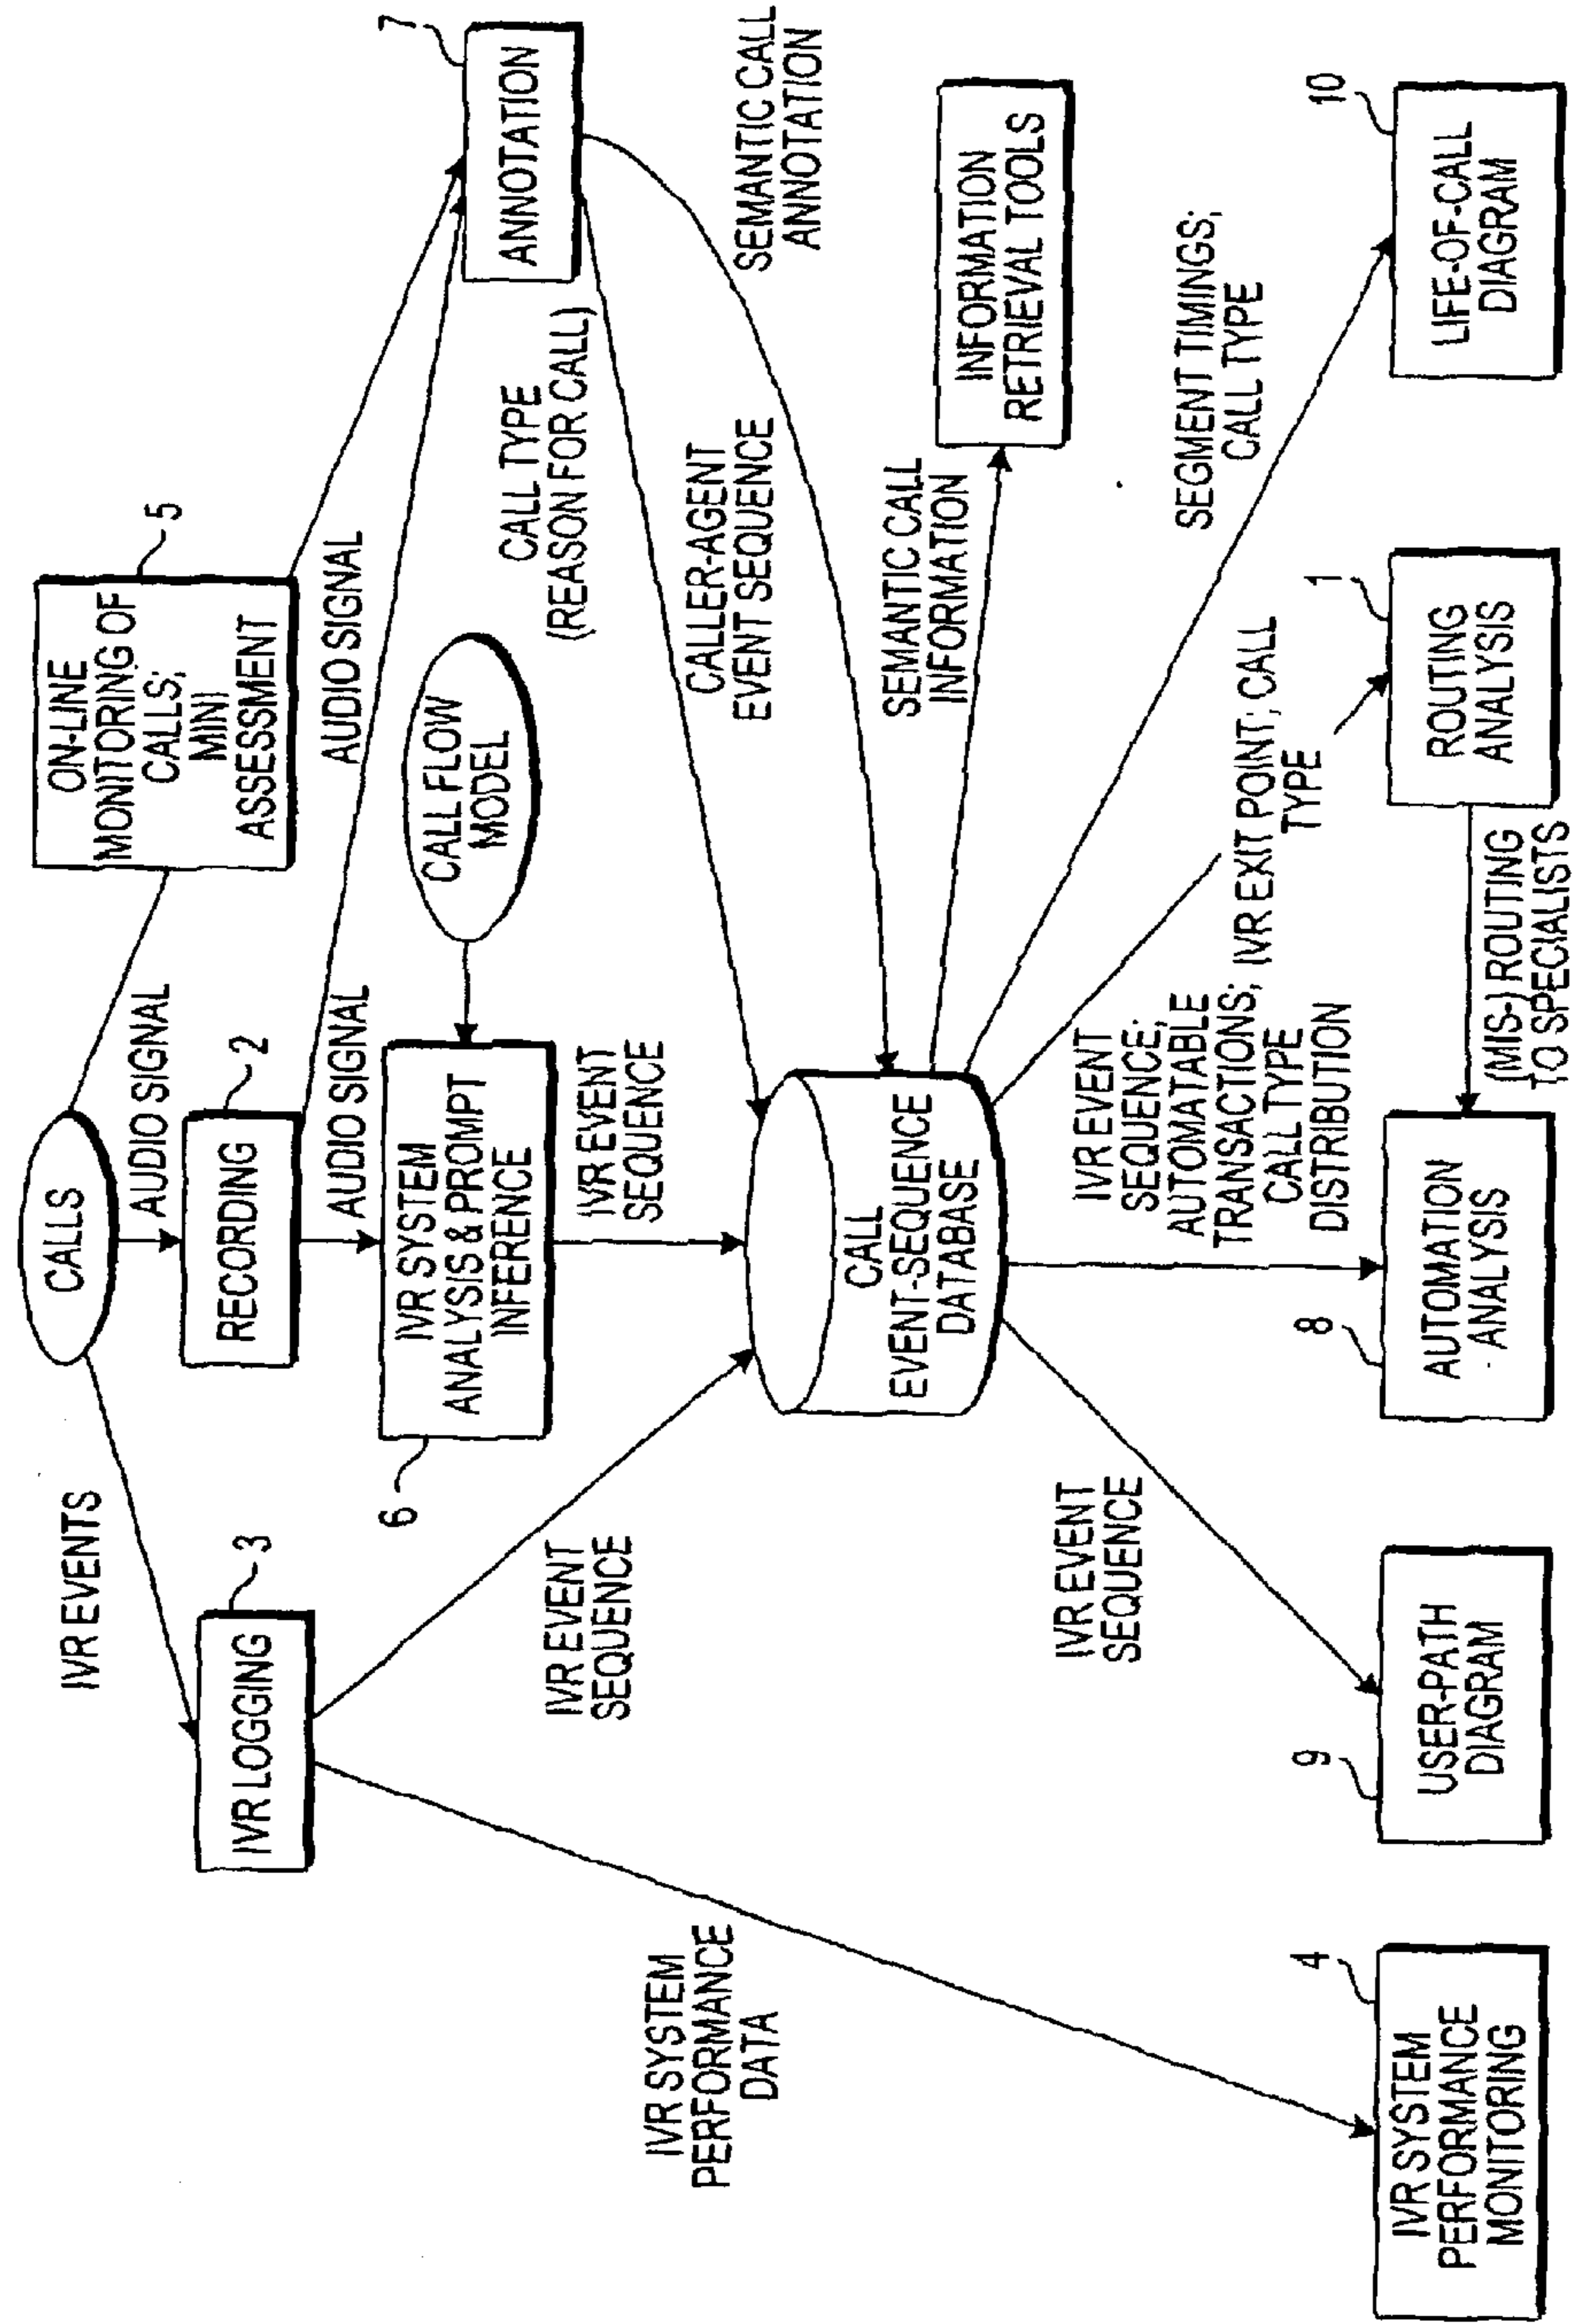 CALLS
IVR EVENTS
AUDIO SIGNAL
ON-LINE
MONITORING OF
CALLS;
MINI
ASSESSMENT
5
IVR LOGGING
3
RECORDING
2
AUDIO SIGNAL
AUDIO SIGNAL
IVR SYSTEM
ANALYSIS & PROMPT
INFERENCE
6
CALL FLOW
MODEL
ANNOTATION
7
CALL TYPE
(REASON FOR CALL)
IVR EVENT
SEQUENCE
IVR EVENT
SEQUENCE
CALLER-AGENT
EVENT SEQUENCE
SEMANTIC CALL
ANNOTATION
IVR SYSTEM
PERFORMANCE
DATA
CALL
EVENT-SEQUENCE
DATABASE
SEMANTIC CALL
INFORMATION
INFORMATION
RETRIEVAL TOOLS
IVR EVENT
SEQUENCE
IVR EVENT
SEQUENCE;
AUTOMATABLE
TRANSACTIONS;
CALL TYPE
DISTRIBUTION
IVR EXIT POINT; CALL
TYPE
SEGMENT TIMINGS;
CALL TYPE
IVR SYSTEM
PERFORMANCE
MONITORING
4
USER-PATH
DIAGRAM
9
AUTOMATION
ANALYSIS
8
(MIS-) ROUTING
TO SPECIALISTS
ROUTING
ANALYSIS
1
LIFE-OF-CALL
DIAGRAM
10